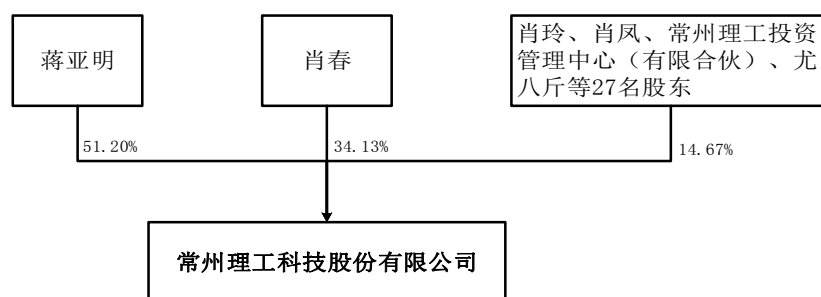 蒋亚明
肖春
肖玲、肖凤、常州理工投资
管理中心（有限合伙）、尤
八斤等27名股东
51.20%
34.13%
14.67%
常州理工科技股份有限公司